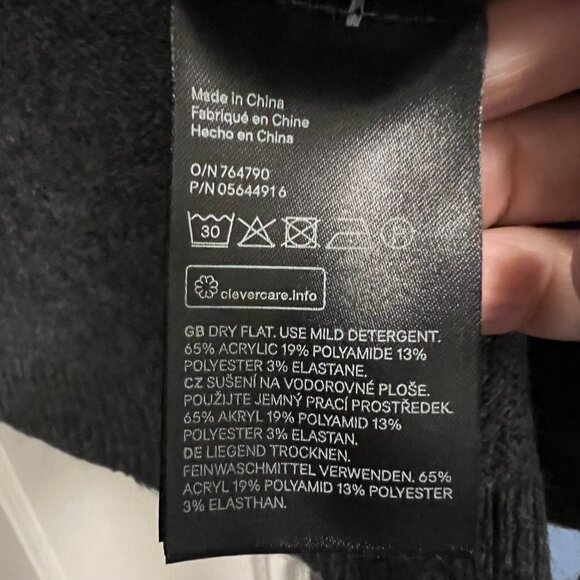 Made in China
Fabriqué en Chine
Hecho en China
O/N 764790
P/N 05644916
30
P
clevercare.info
GB DRY FLAT. USE MILD DETERGENT.
65% ACRYLIC 19% POLYAMIDE 13%
POLYESTER 3% ELASTANE.
CZ SUŠENÍ NA VODOROVNÉ PLOŠE.
POUŽIJTE JEMNÝ PRACÍ PROSTŘEDEK.
65% AKRYL 19% POLYAMID 13%
POLYESTER 3% ELASTAN.
DE LIEGEND TROCKNEN.
FEINWASCHMITTEL VERWENDEN. 65%
ACRYL 19% POLYAMID 13% POLYESTER
3% ELASTHAN.